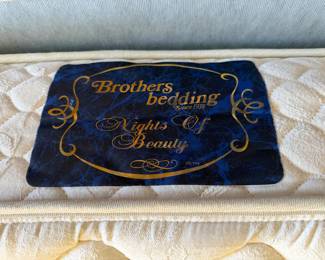 Brothers
bedding
Nights Of
Beauty